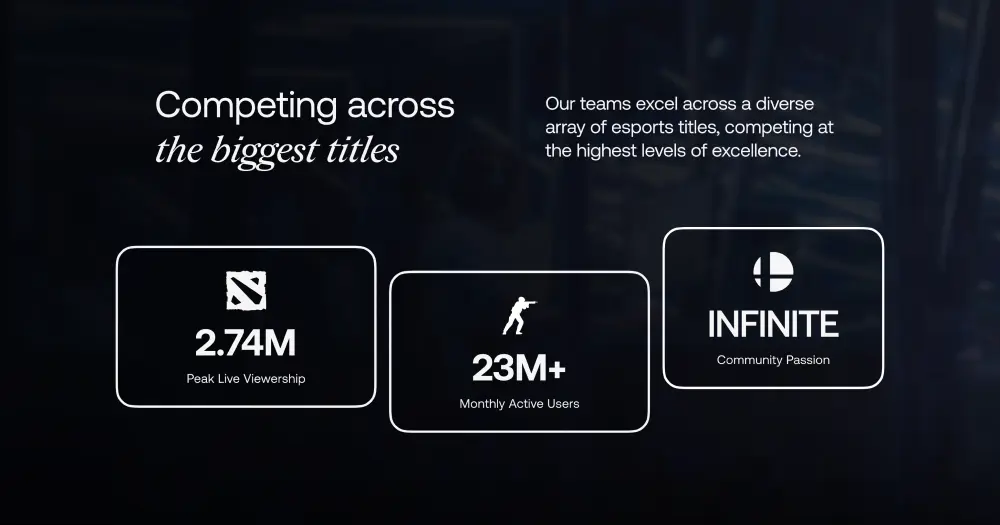 Competing across
the biggest titles
Our teams excel across a diverse
array of esports titles, competing at
the highest levels of excellence.
2.74M
Peak Live Viewership
23M+
Monthly Active Users
INFINITE
Community Passion